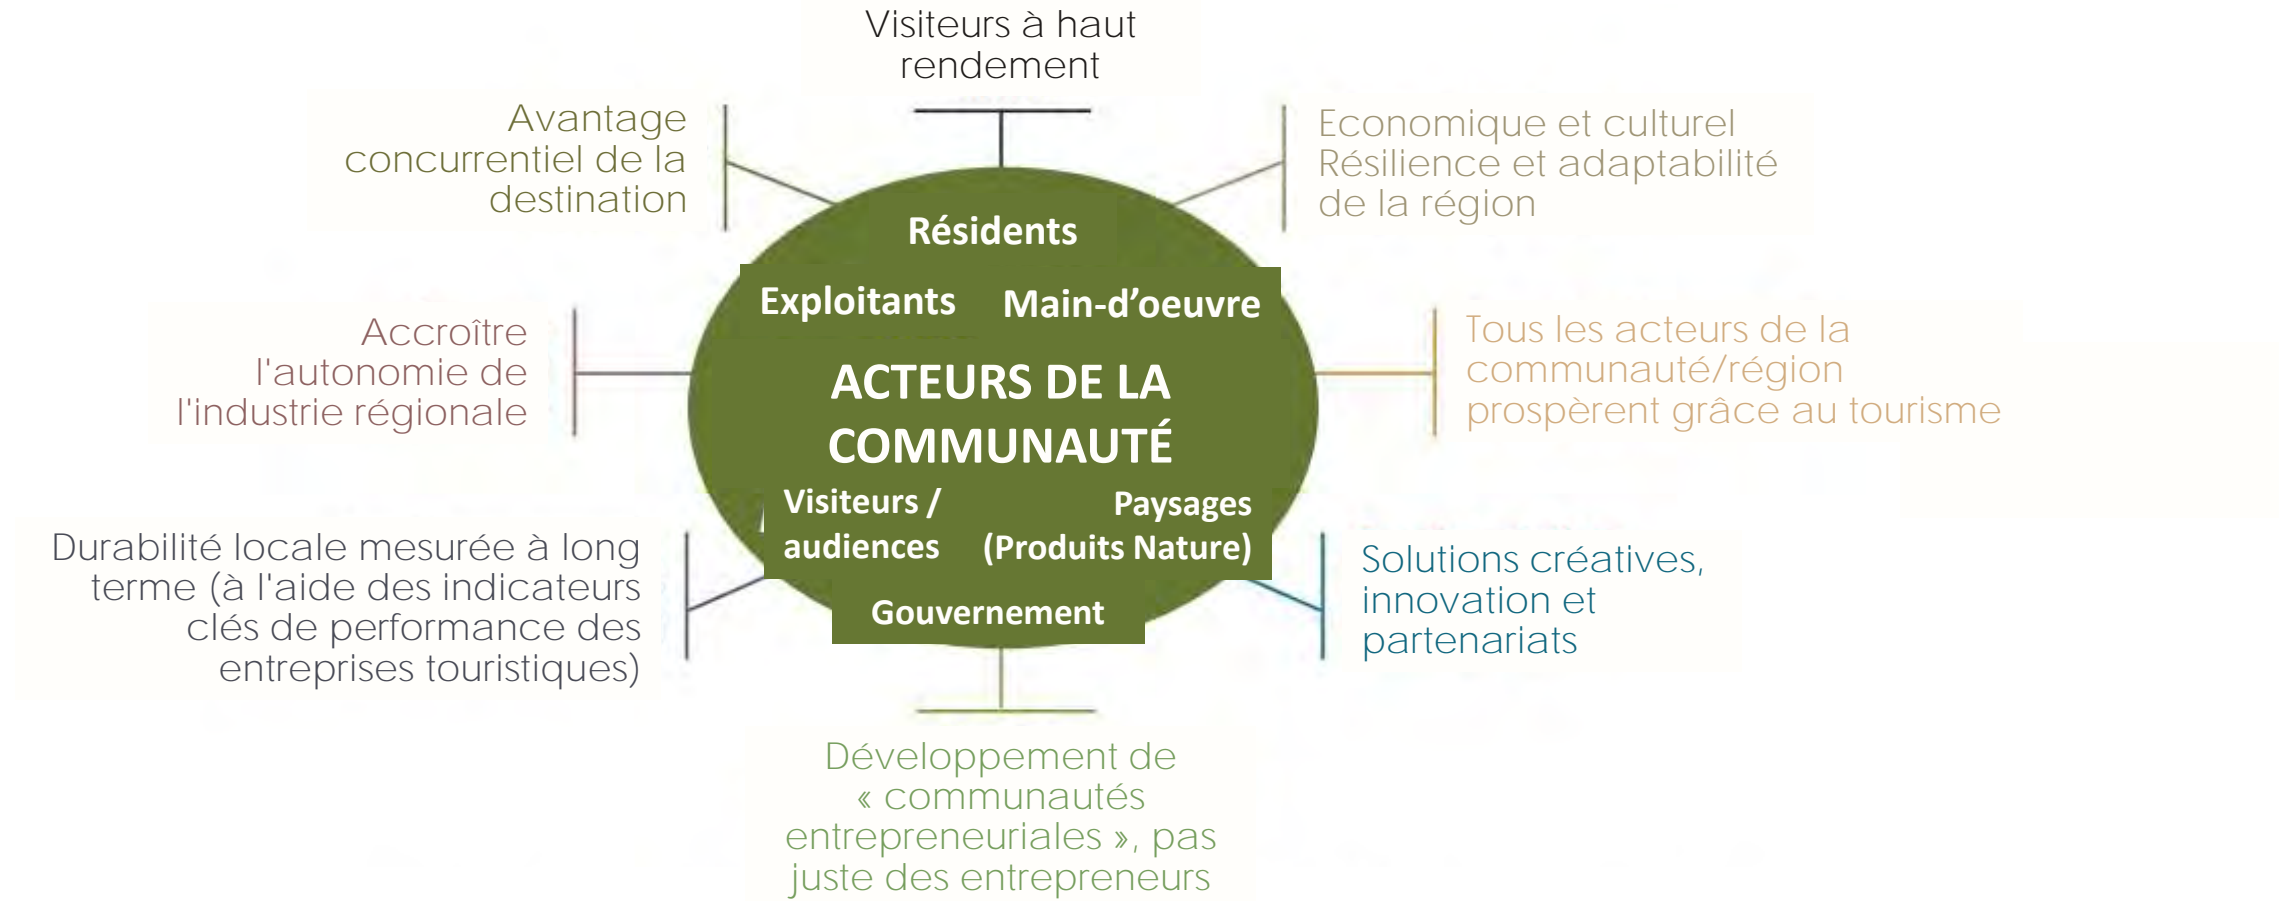 Visiteurs à haut
rendement
Avantage
concurrentiel de la
destination
Economique et culturel
Résilience et adaptabilité
de la région
Résidents
Exploitants
Main-d'oeuvre
Accroître
l'autonomie de
l'industrie régionale
Tous les acteurs de la
communauté/région
prospèrent grâce au tourisme
ACTEURS DE LA
COMMUNAUTÉ
Visiteurs /
audiences
Paysages
(Produits Nature)
Gouvernement
Durabilité locale mesurée à long
terme (à l'aide des indicateurs
clés de performance des
entreprises touristiques)
Solutions créatives,
innovation et
partenariats
Développement de
« communautés
entrepreneuriales », pas
juste des entrepreneurs